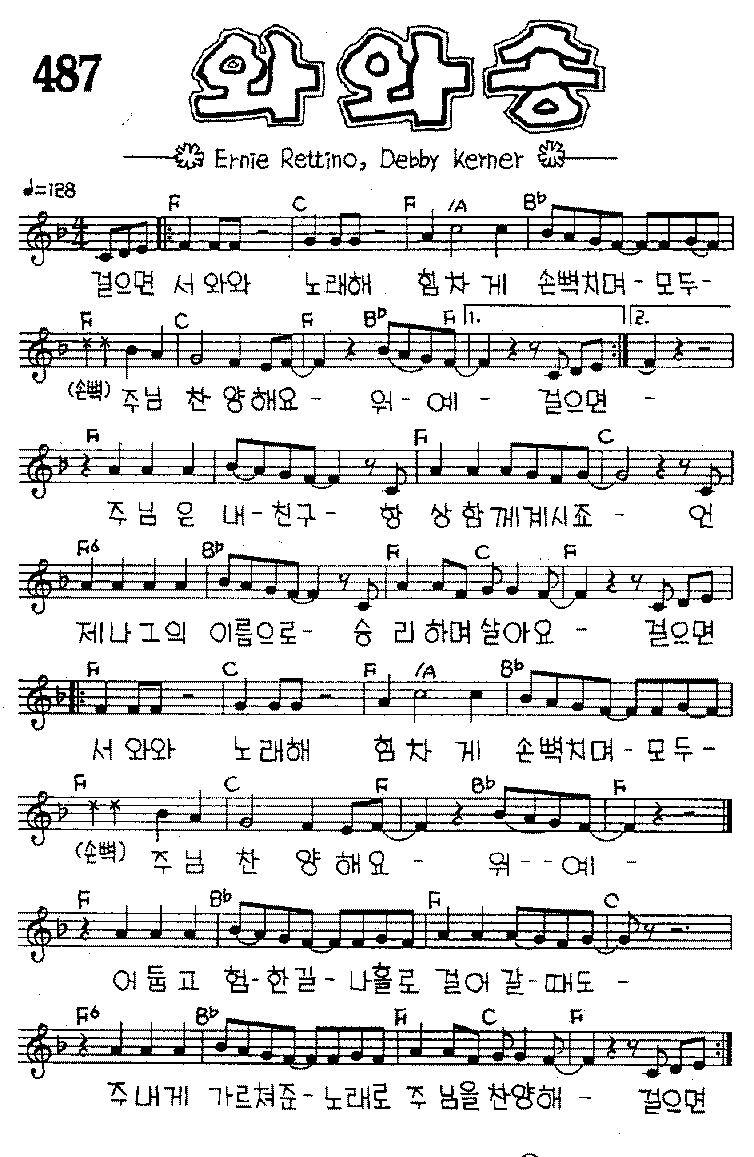 487
와와송
Ernie Rettino, Debby Kerner
♩=128
F C F /A B♭
걸으면 서 와와 노래해 힘 차 게 손뼉치며 - 모두 -
F C F B♭ F 1. 2.
(손뼉) 주님 찬 양해요 - 워 - 예 - 걸으면 -
F F C
주 님 은 내 - 친구 - 항 상 함께계시죠 - 언
F6 B♭ F C F
제나그의 이름으로 - 승 리하며살아요 - 걸으면
F C F /A B♭
서 와와 노래해 힘 차 게 손뼉치며 - 모두 -
F C F B♭ F
(손뼉) 주 님 찬 양 해요 - 워 - - 예 -
F B♭ F C
어 둡 고 험 - 한길 - 나홀로 걸어 갈 - 때도 -
F6 B♭ F C F
주내게 가르쳐준 - 노래로 주 님을 찬양해 - 걸으면